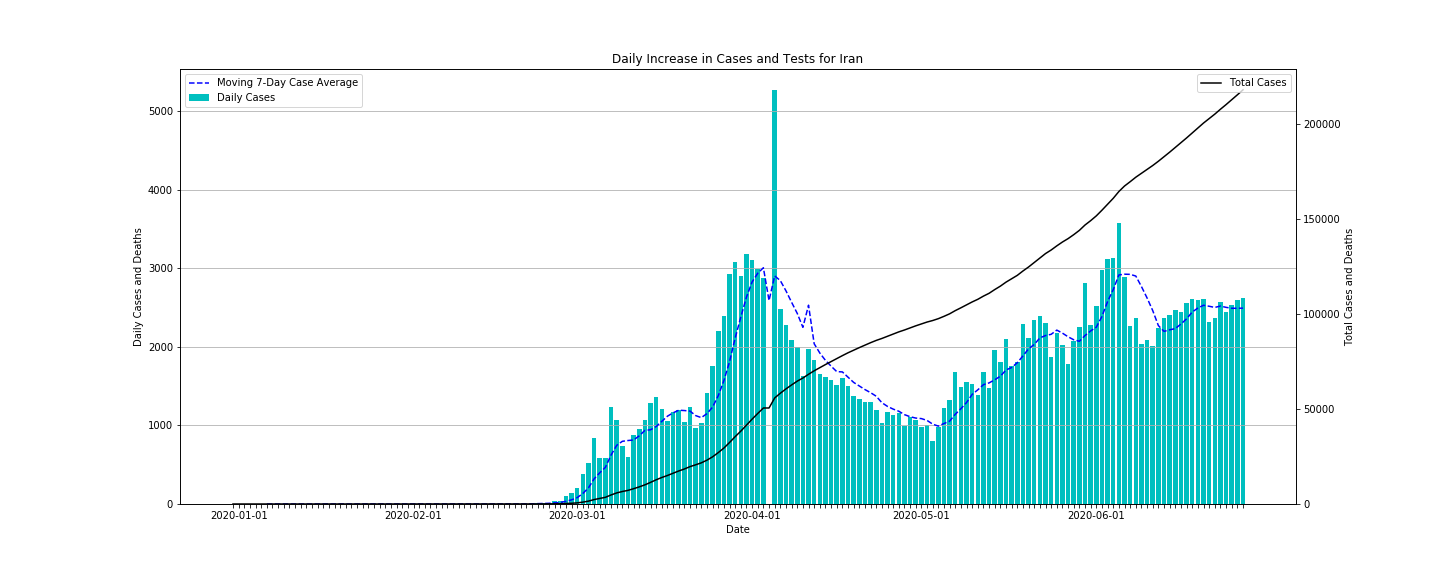 Daily Increase in Cases and Tests for Iran
Moving 7-Day Case Average
Daily Cases
Total Cases
5000
4000
3000
2000
1000
0
Daily Cases and Deaths
200000
150000
100000
50000
0
Total Cases and Deaths
2020-01-01
2020-02-01
2020-03-01
2020-04-01
2020-05-01
2020-06-01
Date